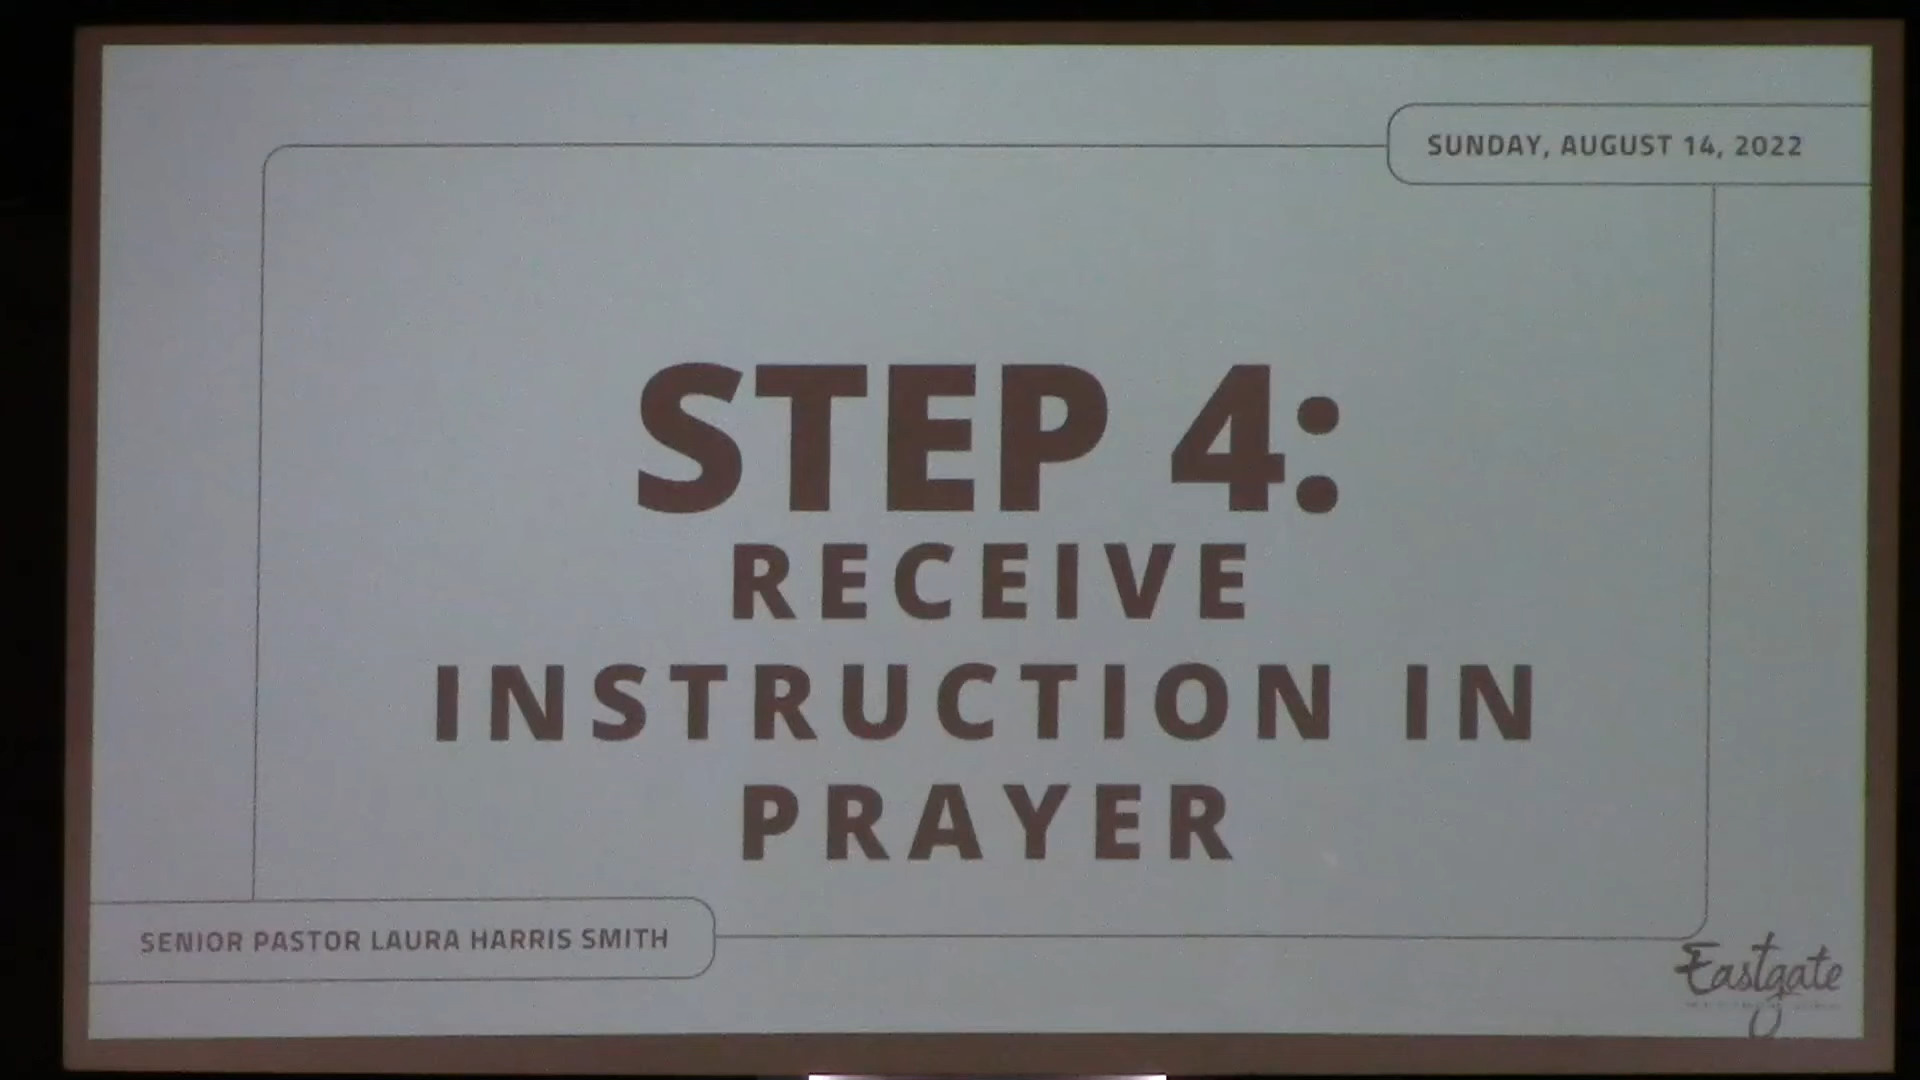 SUNDAY, AUGUST 14, 2022
STEP 4:
RECEIVE
INSTRUCTION IN
PRAYER
SENIOR PASTOR LAURA HARRIS SMITH
Eastgate